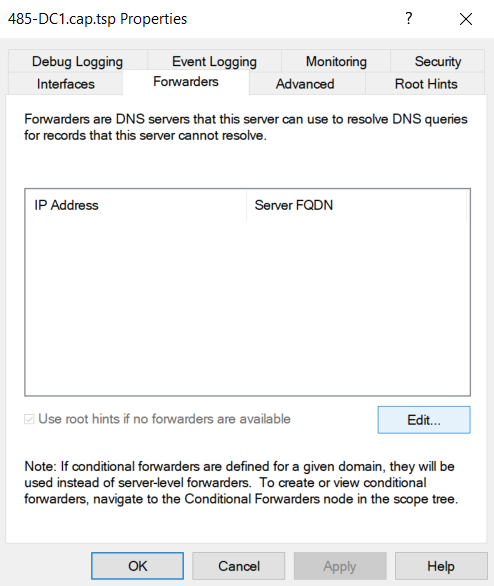 485-DC1.cap.tsp Properties
?
Debug Logging Event Logging Monitoring Security
Interfaces Forwarders Advanced Root Hints
Forwarders are DNS servers that this server can use to resolve DNS queries
for records that this server cannot resolve.
IP Address Server FQDN
Use root hints if no forwarders are available
Edit...
Note: If conditional forwarders are defined for a given domain, they will be
used instead of server-level forwarders. To create or view conditional
forwarders, navigate to the Conditional Forwarders node in the scope tree.
OK Cancel Apply Help